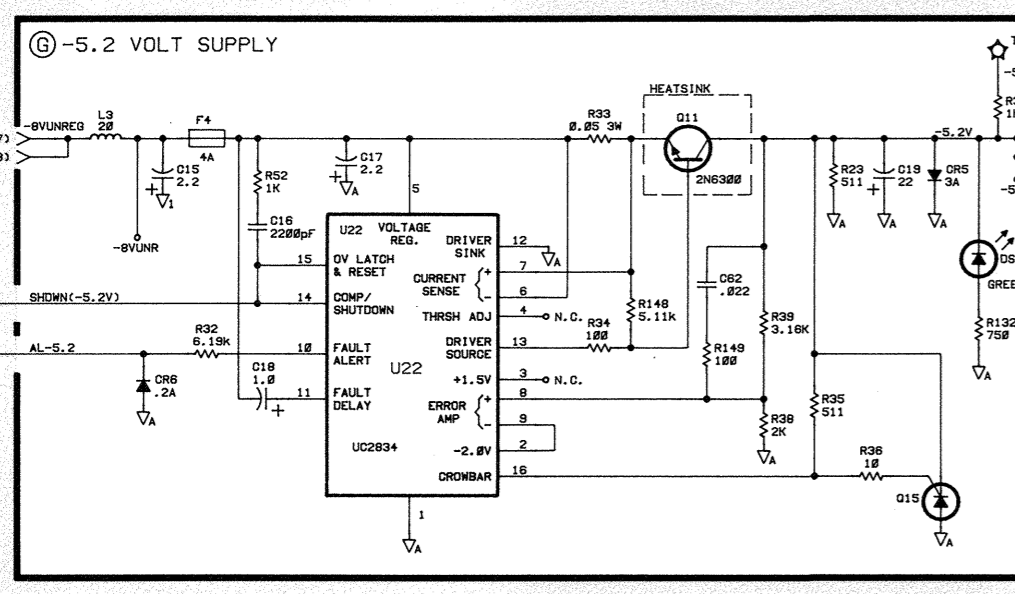 G -5.2 VOLT SUPPLY
-8VUNREG
L3
20
F4
4A
C15
2.2
1
-8VUNR
R52
1K
C16
2200pF
C17
2.2
A
5
R33
0.05 3W
HEATSINK
Q11
2N6300
-5.2V
R23
511
A
C19
22
A
CR5
3A
A
U22
VOLTAGE
REG.
DRIVER
SINK
12
A
15
OV LATCH
& RESET
CURRENT
SENSE
+
7
-
6
SHDWN(-5.2V)
14
COMP/
SHUTDOWN
THRSH ADJ
4
N.C.
R148
5.11k
C62
.022
R39
3.16K
AL-5.2
R32
6.19k
10
FAULT
ALERT
DRIVER
SOURCE
13
R34
100
R149
100
R132
750
A
GREE
DS
CR6
.2A
A
C18
1.0
11
FAULT
DELAY
U22
+1.5V
3
N.C.
ERROR
AMP
+
8
-
9
R38
2K
A
R35
511
UC2834
-2.0V
2
CROWBAR
16
R36
10
Q15
A
1
A